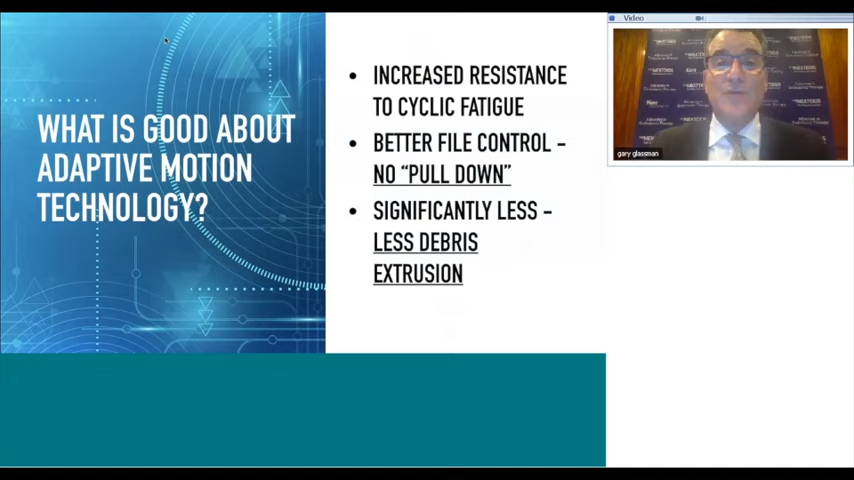 WHAT IS GOOD ABOUT
ADAPTIVE MOTION
TECHNOLOGY?
• INCREASED RESISTANCE
TO CYCLIC FATIGUE
• BETTER FILE CONTROL –
NO “PULL DOWN”
• SIGNIFICANTLY LESS –
LESS DEBRIS
EXTRUSION
Video
gary glassman